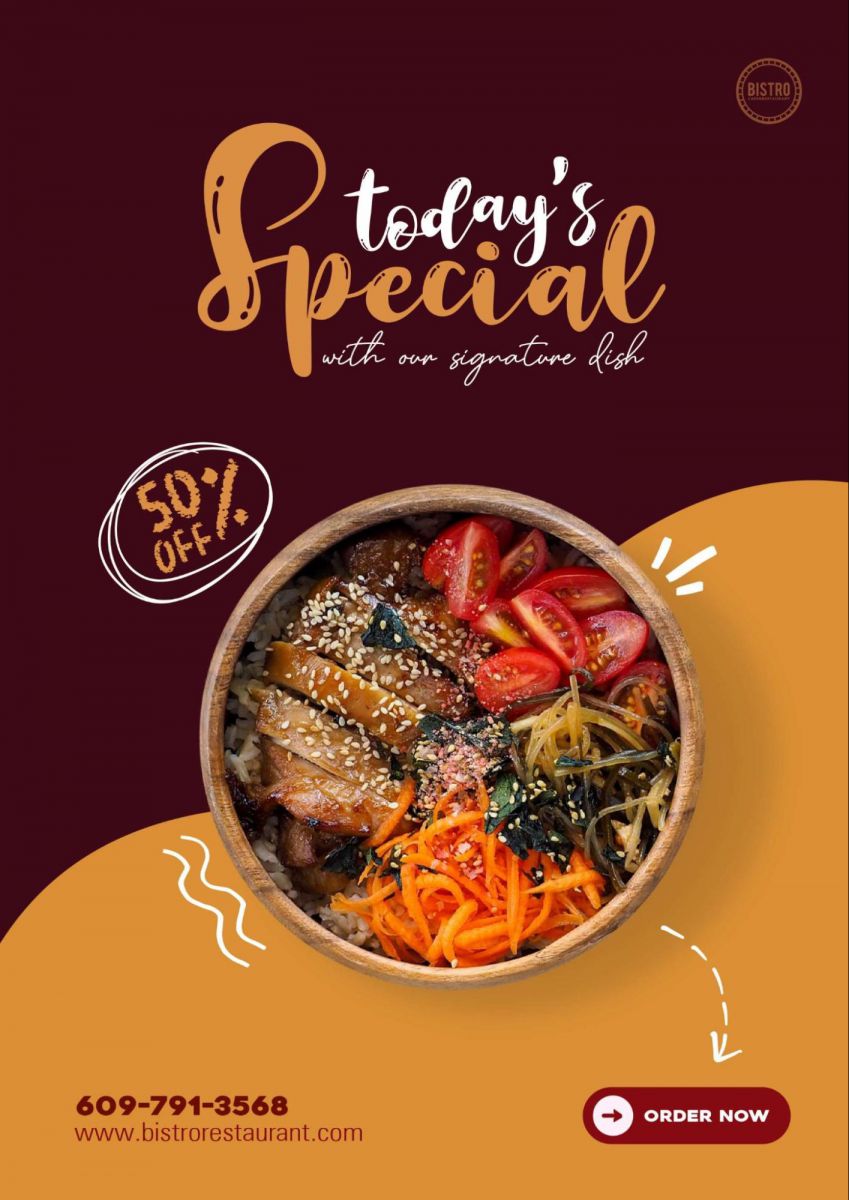 BISTRO
today's
Special
with our signature dish
50%
OFF
609-791-3568
www.bistrorestaurant.com
ORDER NOW